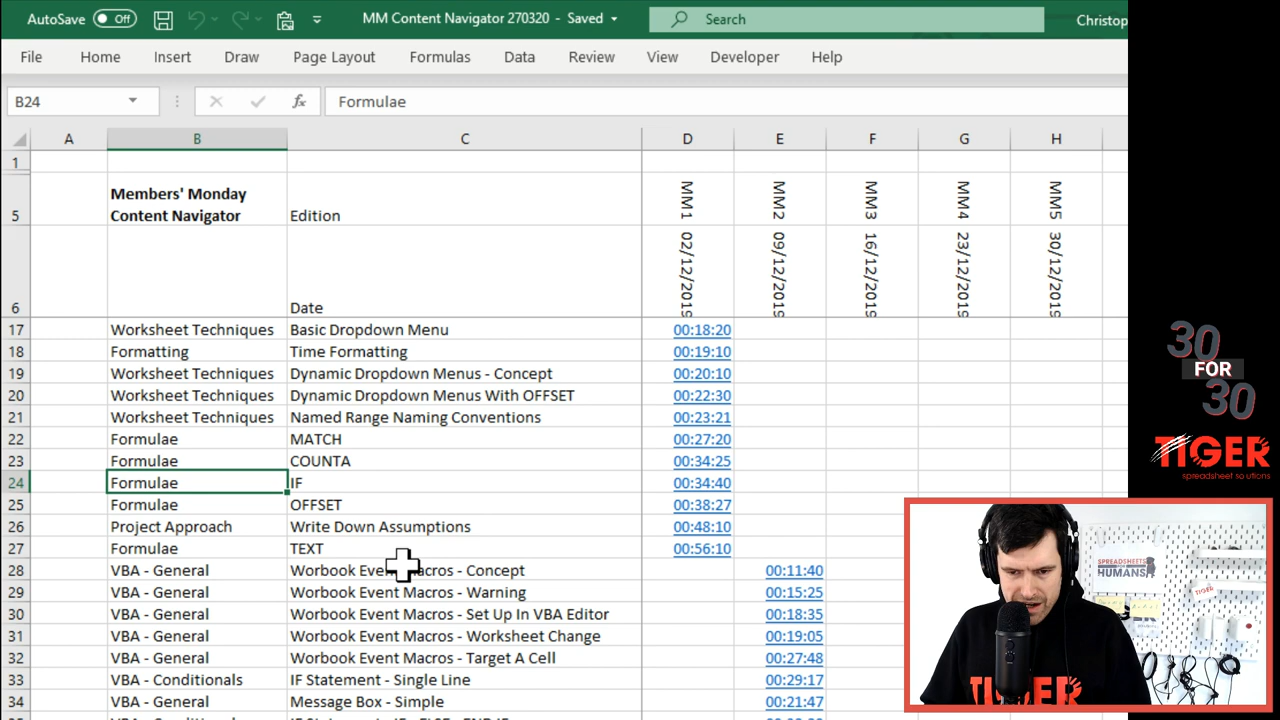 AutoSave Off MM Content Navigator 270320 - Saved Search Christop
File Home Insert Draw Page Layout Formulas Data Review View Developer Help
B24 fx Formulae
A B C D E F G H
1
5 Members' Monday Content Navigator Edition MM1 MM2 MM3 MM4 MM5
6 Date 02/12/2019 09/12/2019 16/12/2019 23/12/2019 30/12/2019
17 Worksheet Techniques Basic Dropdown Menu 00:18:20
18 Formatting Time Formatting 00:19:10
19 Worksheet Techniques Dynamic Dropdown Menus - Concept 00:20:10
20 Worksheet Techniques Dynamic Dropdown Menus With OFFSET 00:22:30
21 Worksheet Techniques Named Range Naming Conventions 00:23:21
22 Formulae MATCH 00:27:20
23 Formulae COUNTA 00:34:25
24 Formulae IF 00:34:40
25 Formulae OFFSET 00:38:27
26 Project Approach Write Down Assumptions 00:48:10
27 Formulae TEXT 00:56:10
28 VBA - General Worbook Event Macros - Concept 00:11:40
29 VBA - General Worbook Event Macros - Warning 00:15:25
30 VBA - General Worbook Event Macros - Set Up In VBA Editor 00:18:35
31 VBA - General Worbook Event Macros - Worksheet Change 00:19:05
32 VBA - General Worbook Event Macros - Target A Cell 00:27:48
33 VBA - Conditionals IF Statement - Single Line 00:29:17
34 VBA - General Message Box - Simple 00:21:47
30
FOR
30
TIGER
spreadsheet solutions
SPREADSHEETS
HUMANS
TIGER
TIGER